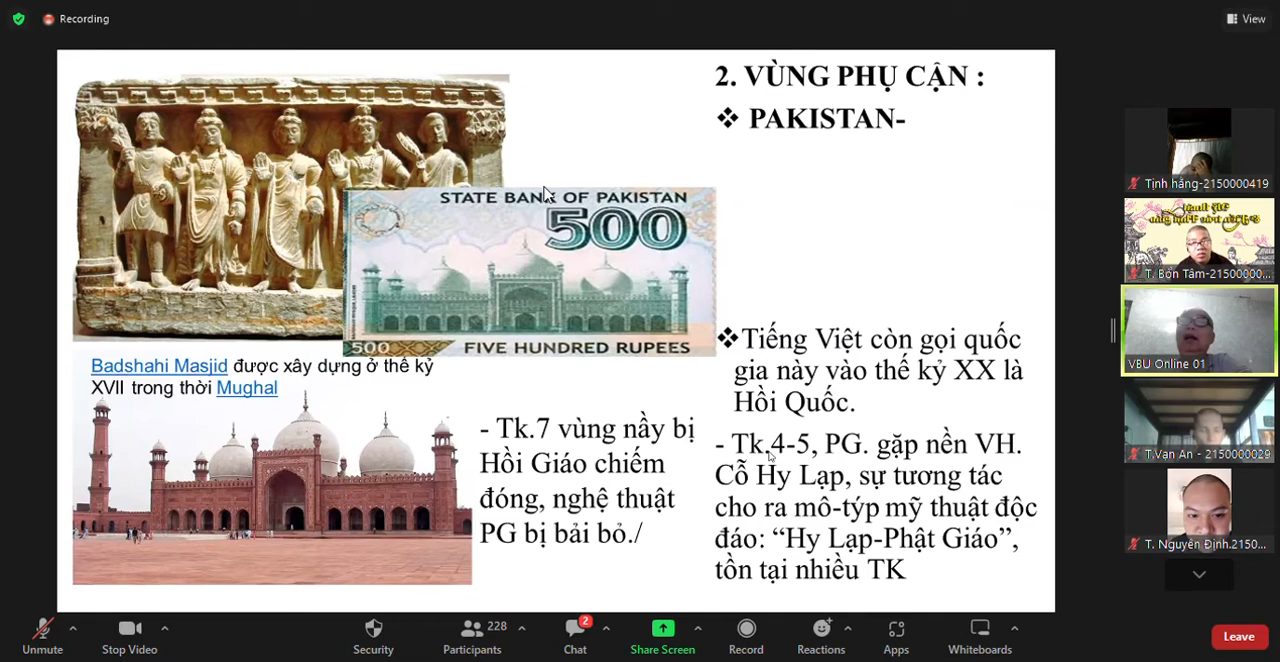 Recording
View
2. VÙNG PHỤ CẬN :
❖ PAKISTAN-
STATE BANK OF PAKISTAN
500
500
FIVE HUNDRED RUPEES
Badshahi Masjid được xây dựng ở thế kỷ
XVII trong thời Mughal
- Tk.7 vùng nầy bị
Hồi Giáo chiếm
đóng, nghệ thuật
PG bị bãi bỏ./
❖Tiếng Việt còn gọi quốc
gia này vào thế kỷ XX là
Hồi Quốc.
- Tk.4-5, PG. gặp nền VH.
Cỗ Hy Lạp, sự tương tác
cho ra mô-týp mỹ thuật độc
đáo: “Hy Lạp-Phật Giáo”,
tồn tại nhiều TK
Tịnh hằng-2150000419
T. Bổn Tâm-21500000...
VBU Online 01
T.Vạn An - 2150000029
T. Nguyên Định.2150...
Unmute
Stop Video
Security
228
Participants
2
Chat
Share Screen
Record
Reactions
Apps
Whiteboards
Leave